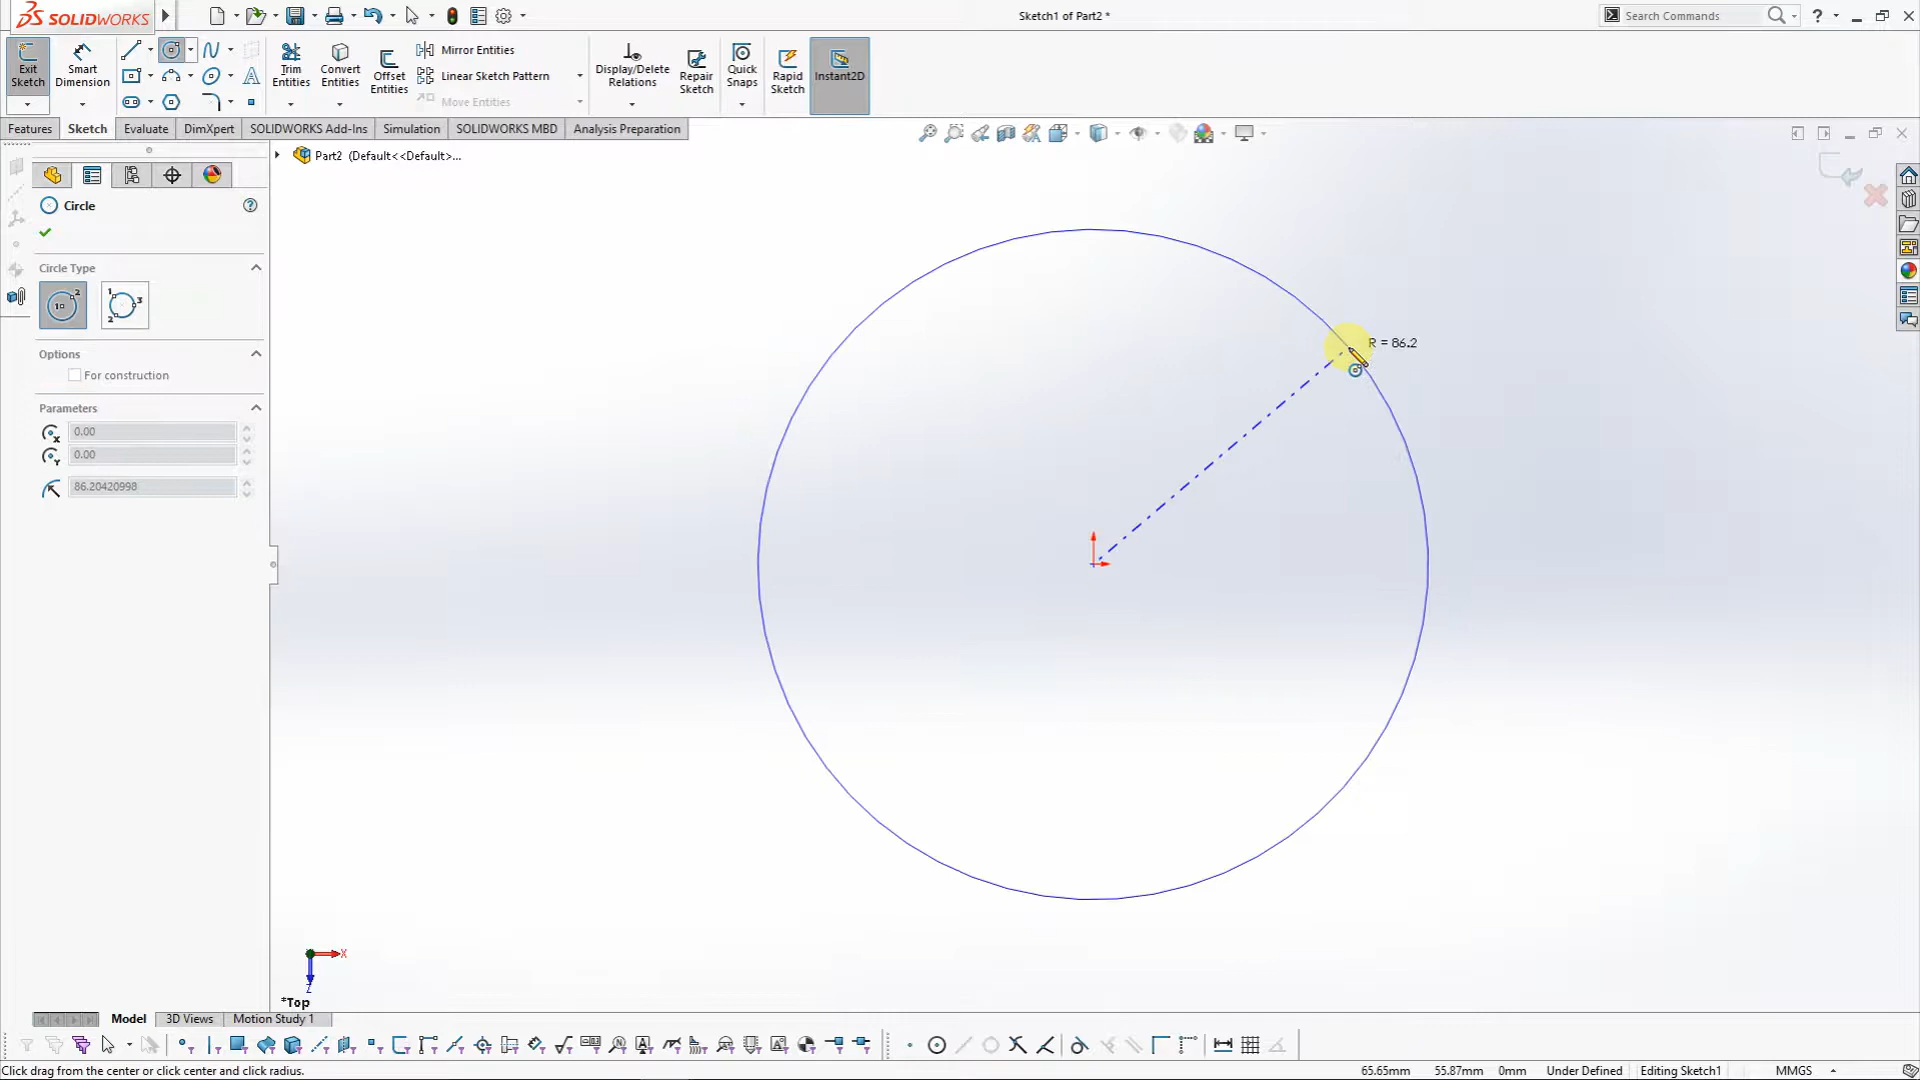 SOLIDWORKS
Sketch1 of Part2 *
Search Commands
Exit Sketch
Smart Dimension
Trim Entities
Convert Entities
Offset Entities
Mirror Entities
Linear Sketch Pattern
Move Entities
Display/Delete Relations
Repair Sketch
Quick Snaps
Rapid Sketch
Instant2D
Features
Sketch
Evaluate
DimXpert
SOLIDWORKS Add-Ins
Simulation
SOLIDWORKS MBD
Analysis Preparation
Part2 (Default<<Default>...
Circle
Circle Type
Options
For construction
Parameters
0.00
0.00
86.20420998
R = 86.2
X
Z
*Top
Model
3D Views
Motion Study 1
Click drag from the center or click center and click radius.
65.65mm
55.87mm
0mm
Under Defined
Editing Sketch1
MMGS